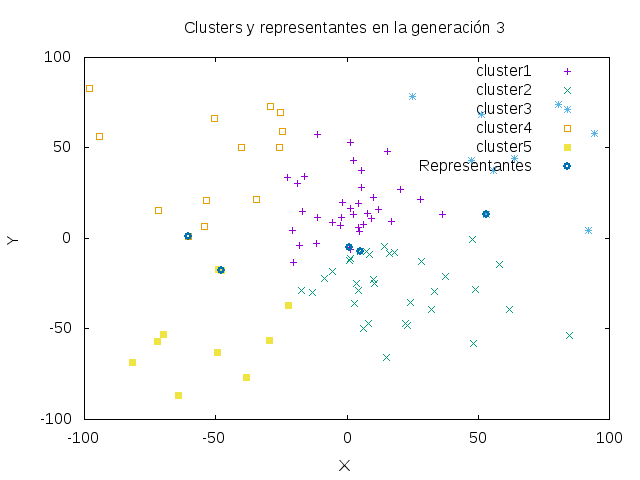 Clusters y representantes en la generación 3
100
cluster1
cluster2
cluster3
50
cluster4
cluster5
Representantes
Y
0
-50
-100
-100
-50
0
50
100
X